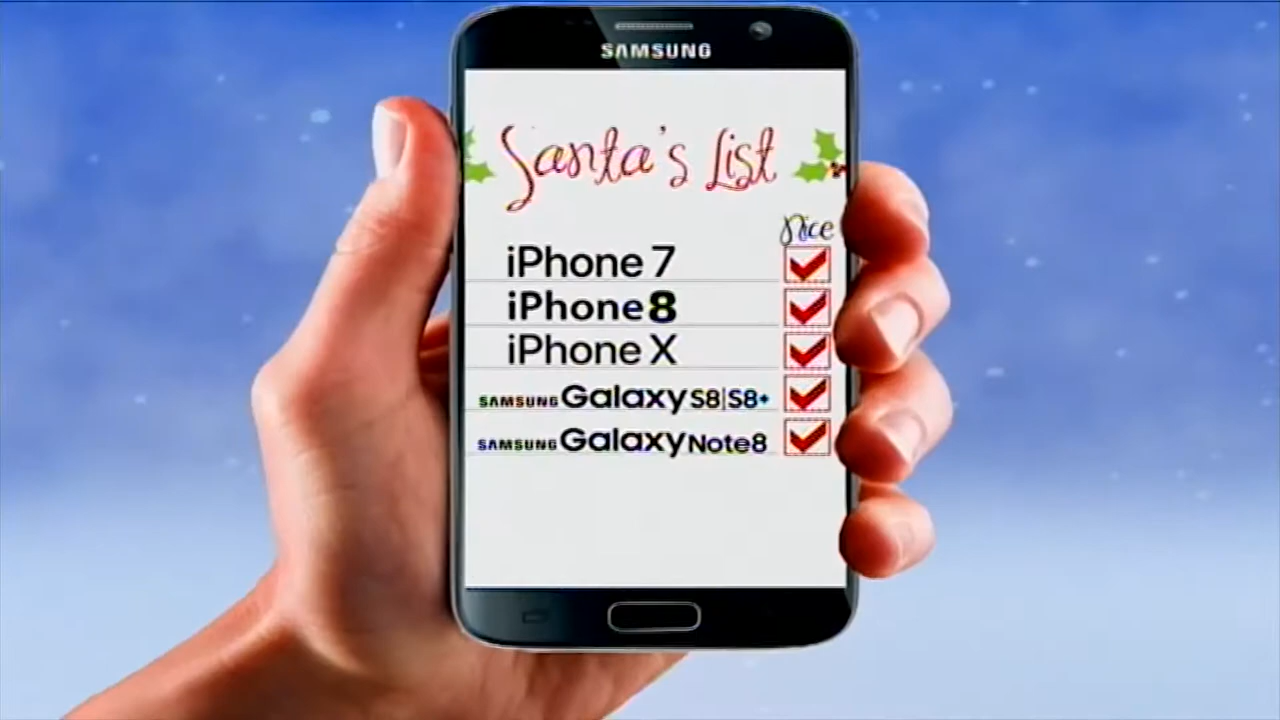 SAMSUNG
Santa's List
Nice
iPhone 7
iPhone 8
iPhone X
SAMSUNG Galaxy S8|S8+
SAMSUNG Galaxy Note8